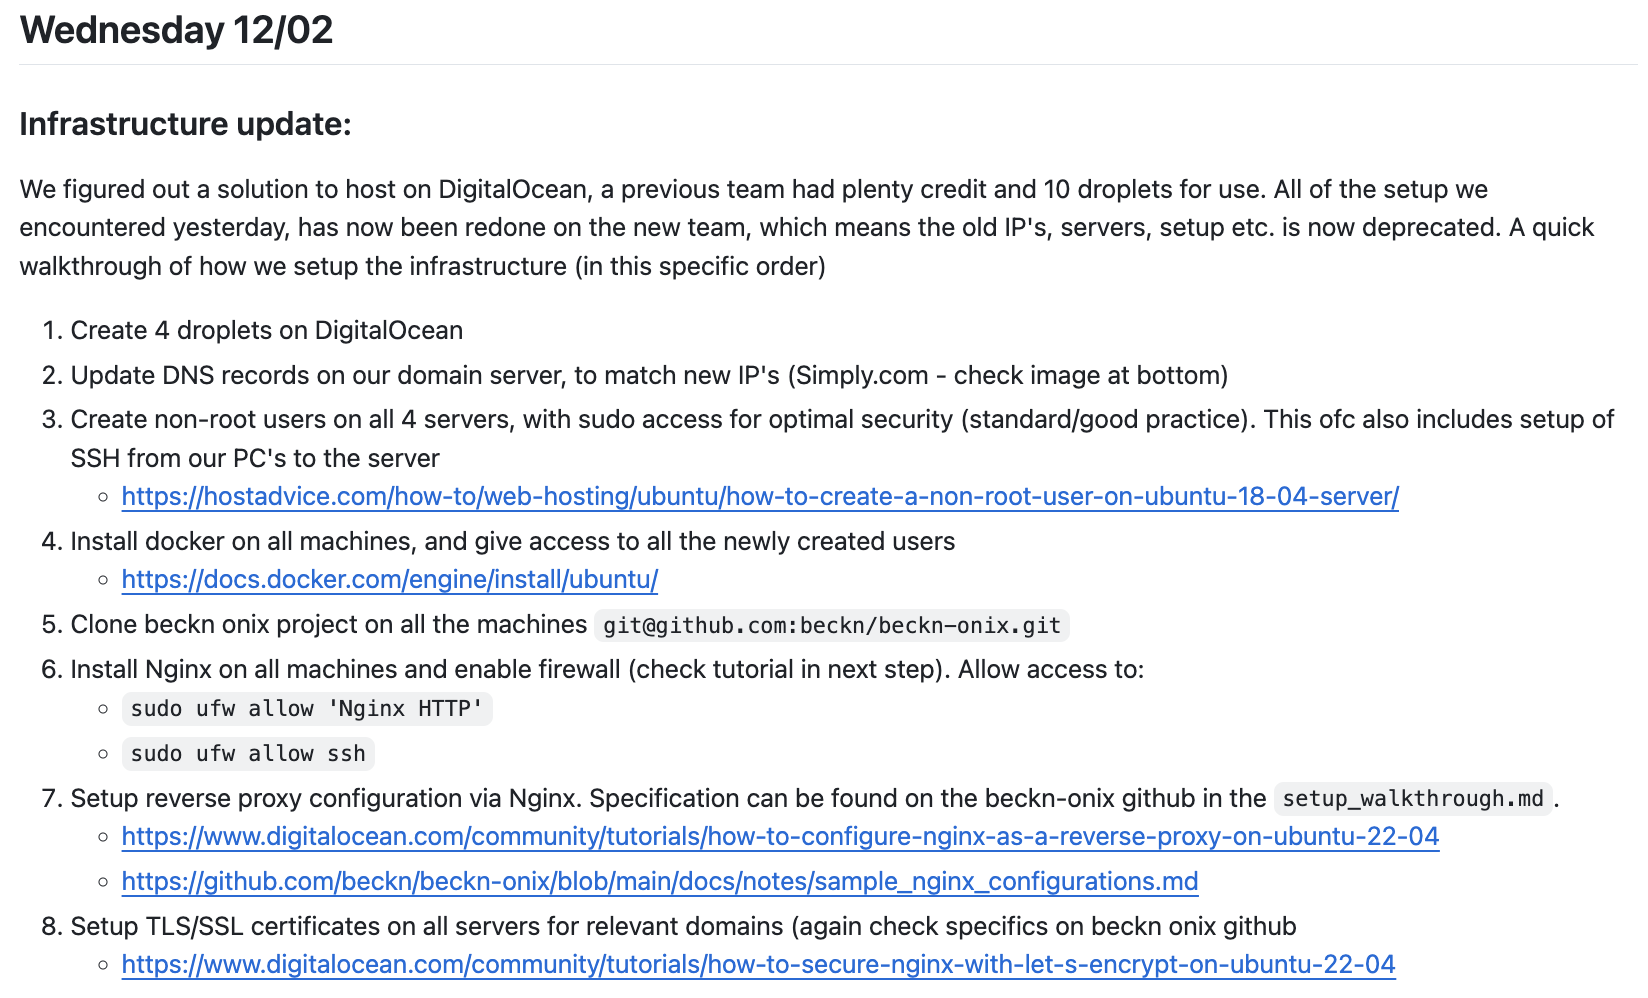 Wednesday 12/02
Infrastructure update:
We figured out a solution to host on DigitalOcean, a previous team had plenty credit and 10 droplets for use. All of the setup we
encountered yesterday, has now been redone on the new team, which means the old IP's, servers, setup etc. is now deprecated. A quick
walkthrough of how we setup the infrastructure (in this specific order)
1. Create 4 droplets on DigitalOcean
2. Update DNS records on our domain server, to match new IP's (Simply.com - check image at bottom)
3. Create non-root users on all 4 servers, with sudo access for optimal security (standard/good practice). This ofc also includes setup of
SSH from our PC's to the server
◦ https://hostadvice.com/how-to/web-hosting/ubuntu/how-to-create-a-non-root-user-on-ubuntu-18-04-server/
4. Install docker on all machines, and give access to all the newly created users
◦ https://docs.docker.com/engine/install/ubuntu/
5. Clone beckn onix project on all the machines git@github.com:beckn/beckn-onix.git
6. Install Nginx on all machines and enable firewall (check tutorial in next step). Allow access to:
◦ sudo ufw allow 'Nginx HTTP'
◦ sudo ufw allow ssh
7. Setup reverse proxy configuration via Nginx. Specification can be found on the beckn-onix github in the setup_walkthrough.md.
◦ https://www.digitalocean.com/community/tutorials/how-to-configure-nginx-as-a-reverse-proxy-on-ubuntu-22-04
◦ https://github.com/beckn/beckn-onix/blob/main/docs/notes/sample_nginx_configurations.md
8. Setup TLS/SSL certificates on all servers for relevant domains (again check specifics on beckn onix github
◦ https://www.digitalocean.com/community/tutorials/how-to-secure-nginx-with-let-s-encrypt-on-ubuntu-22-04